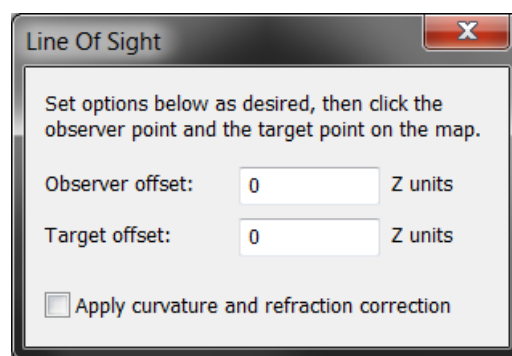 Line Of Sight
Set options below as desired, then click the
observer point and the target point on the map.
Observer offset: 0 Z units
Target offset: 0 Z units
Apply curvature and refraction correction